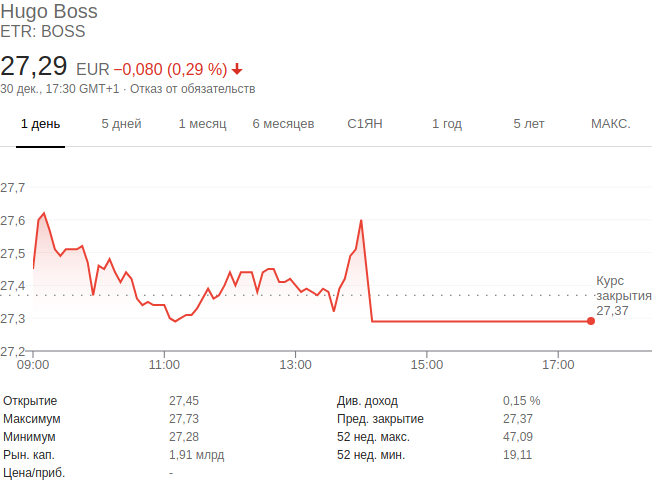 Hugo Boss
ETR: BOSS
27,29 EUR −0,080 (0,29 %)
30 дек., 17:30 GMT+1 · Отказ от обязательств
1 день 5 дней 1 месяц 6 месяцев С1ЯН 1 год 5 лет МАКС.
27,7
27,6
27,5
27,4
27,3
27,2
Курс
закрытия
27,37
09:00 11:00 13:00 15:00 17:00
Открытие 27,45 Див. доход 0,15 %
Максимум 27,73 Пред. закрытие 27,37
Минимум 27,28 52 нед. макс. 47,09
Рын. кап. 1,91 млрд 52 нед. мин. 19,11
Цена/приб. -